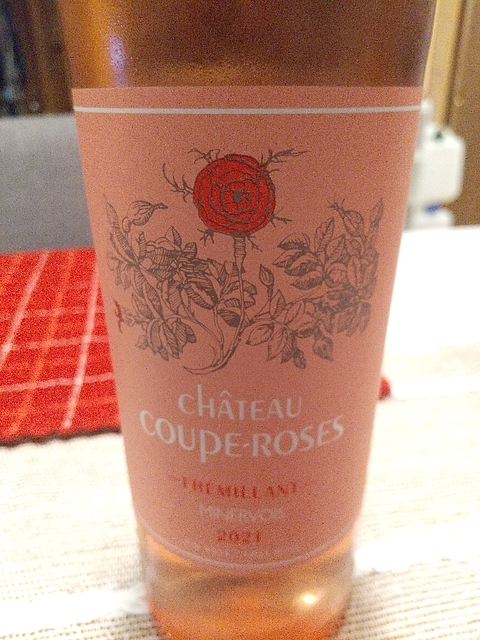 CHÂTEAU
COUPE-ROSES
FRÉMILLANT
MINERVOIS
2021